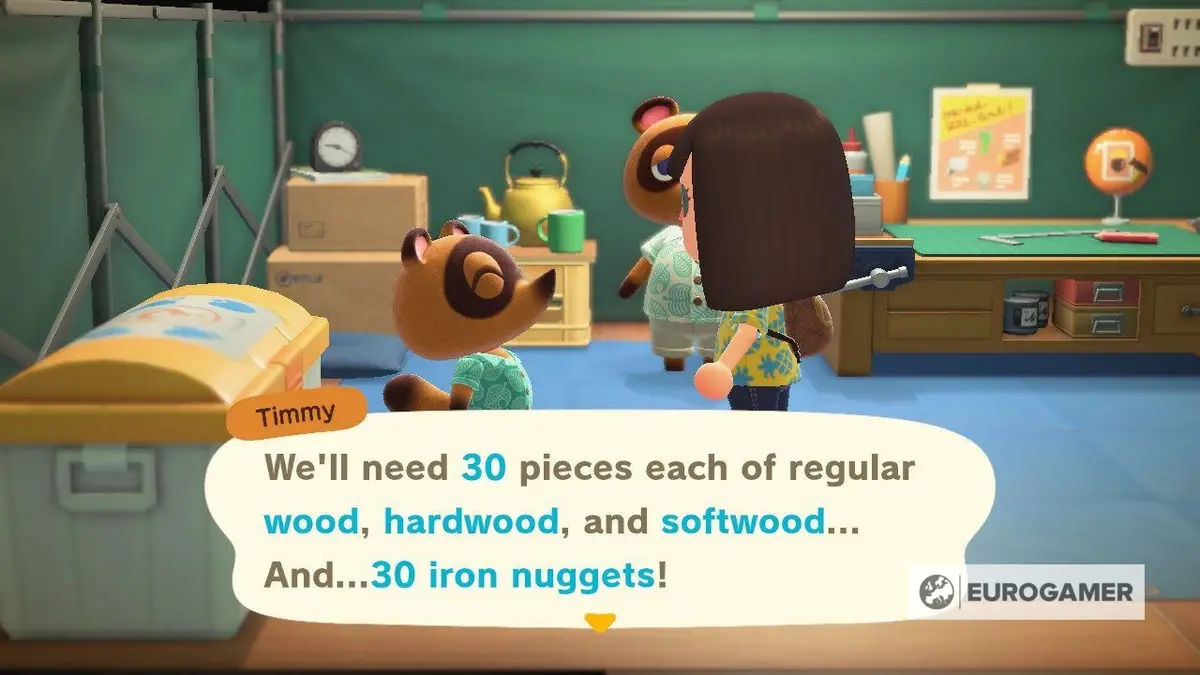 Timmy
We'll need 30 pieces each of regular
wood, hardwood, and softwood...
And...30 iron nuggets!
EUROGAMER